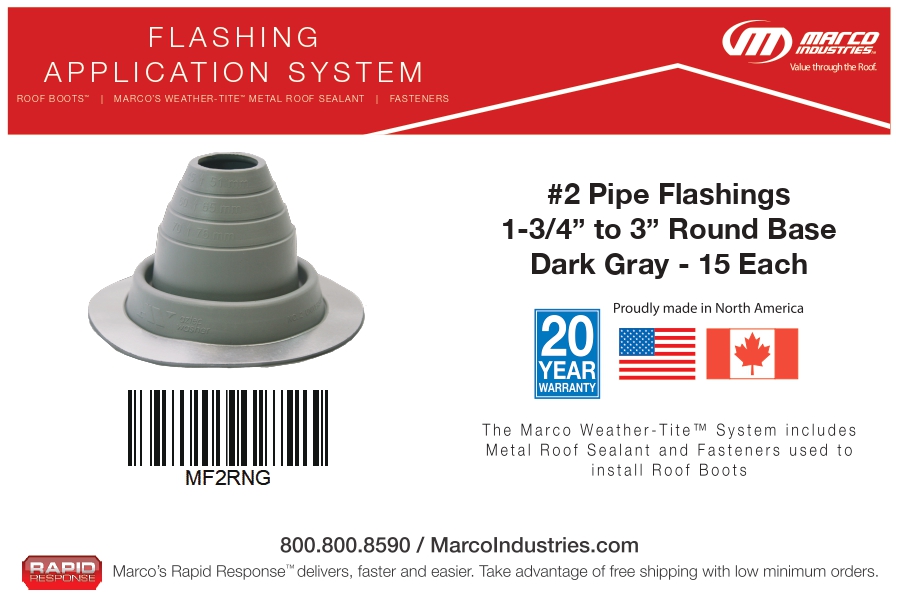 FLASHING
APPLICATION SYSTEM
ROOF BOOTS™ | MARCO'S WEATHER-TITE™ METAL ROOF SEALANT | FASTENERS
MARCO
INDUSTRIES™
Value through the Roof.
#2 Pipe Flashings
1-3/4” to 3” Round Base
Dark Gray - 15 Each
Proudly made in North America
20
YEAR
WARRANTY
The Marco Weather-Tite™ System includes
Metal Roof Sealant and Fasteners used to
install Roof Boots
MF2RNG
800.800.8590 / MarcoIndustries.com
RAPID
RESPONSE
Marco's Rapid Response™ delivers, faster and easier. Take advantage of free shipping with low minimum orders.